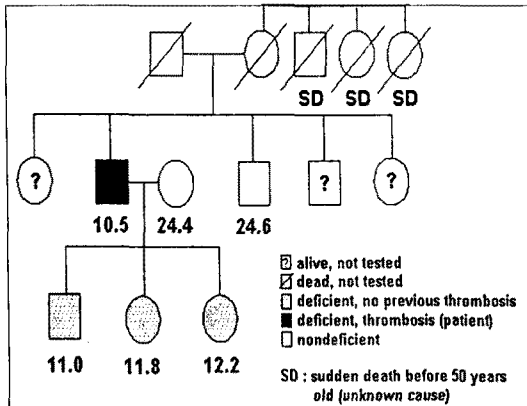 SD SD SD
? ? ?
10.5 24.4 24.6
11.0 11.8 12.2
? alive, not tested
dead, not tested
deficient, no previous thrombosis
deficient, thrombosis (patient)
nondeficient
SD : sudden death before 50 years
old (unknown cause)